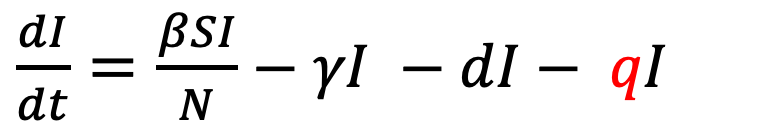 dI/dt = βSI/N − γI − dI − qI